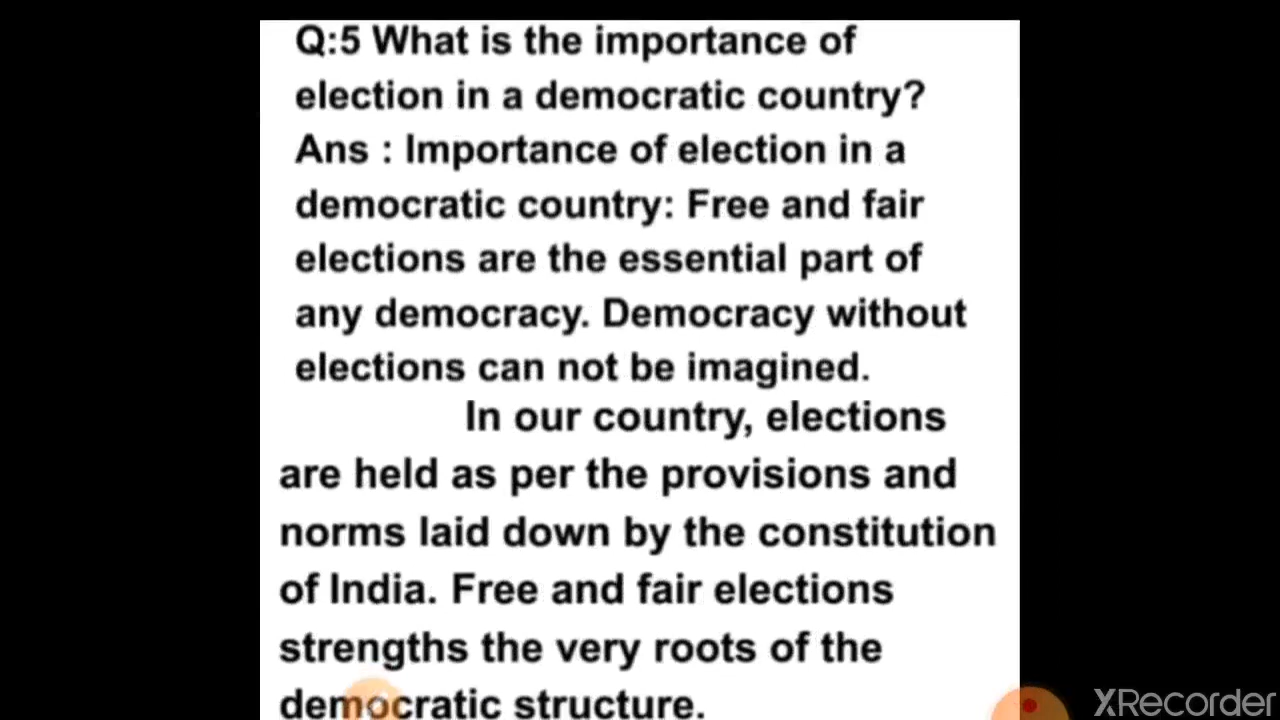 Q:5 What is the importance of
election in a democratic country?
Ans : Importance of election in a
democratic country: Free and fair
elections are the essential part of
any democracy. Democracy without
elections can not be imagined.
In our country, elections
are held as per the provisions and
norms laid down by the constitution
of India. Free and fair elections
strengths the very roots of the
democratic structure.
XRecorder